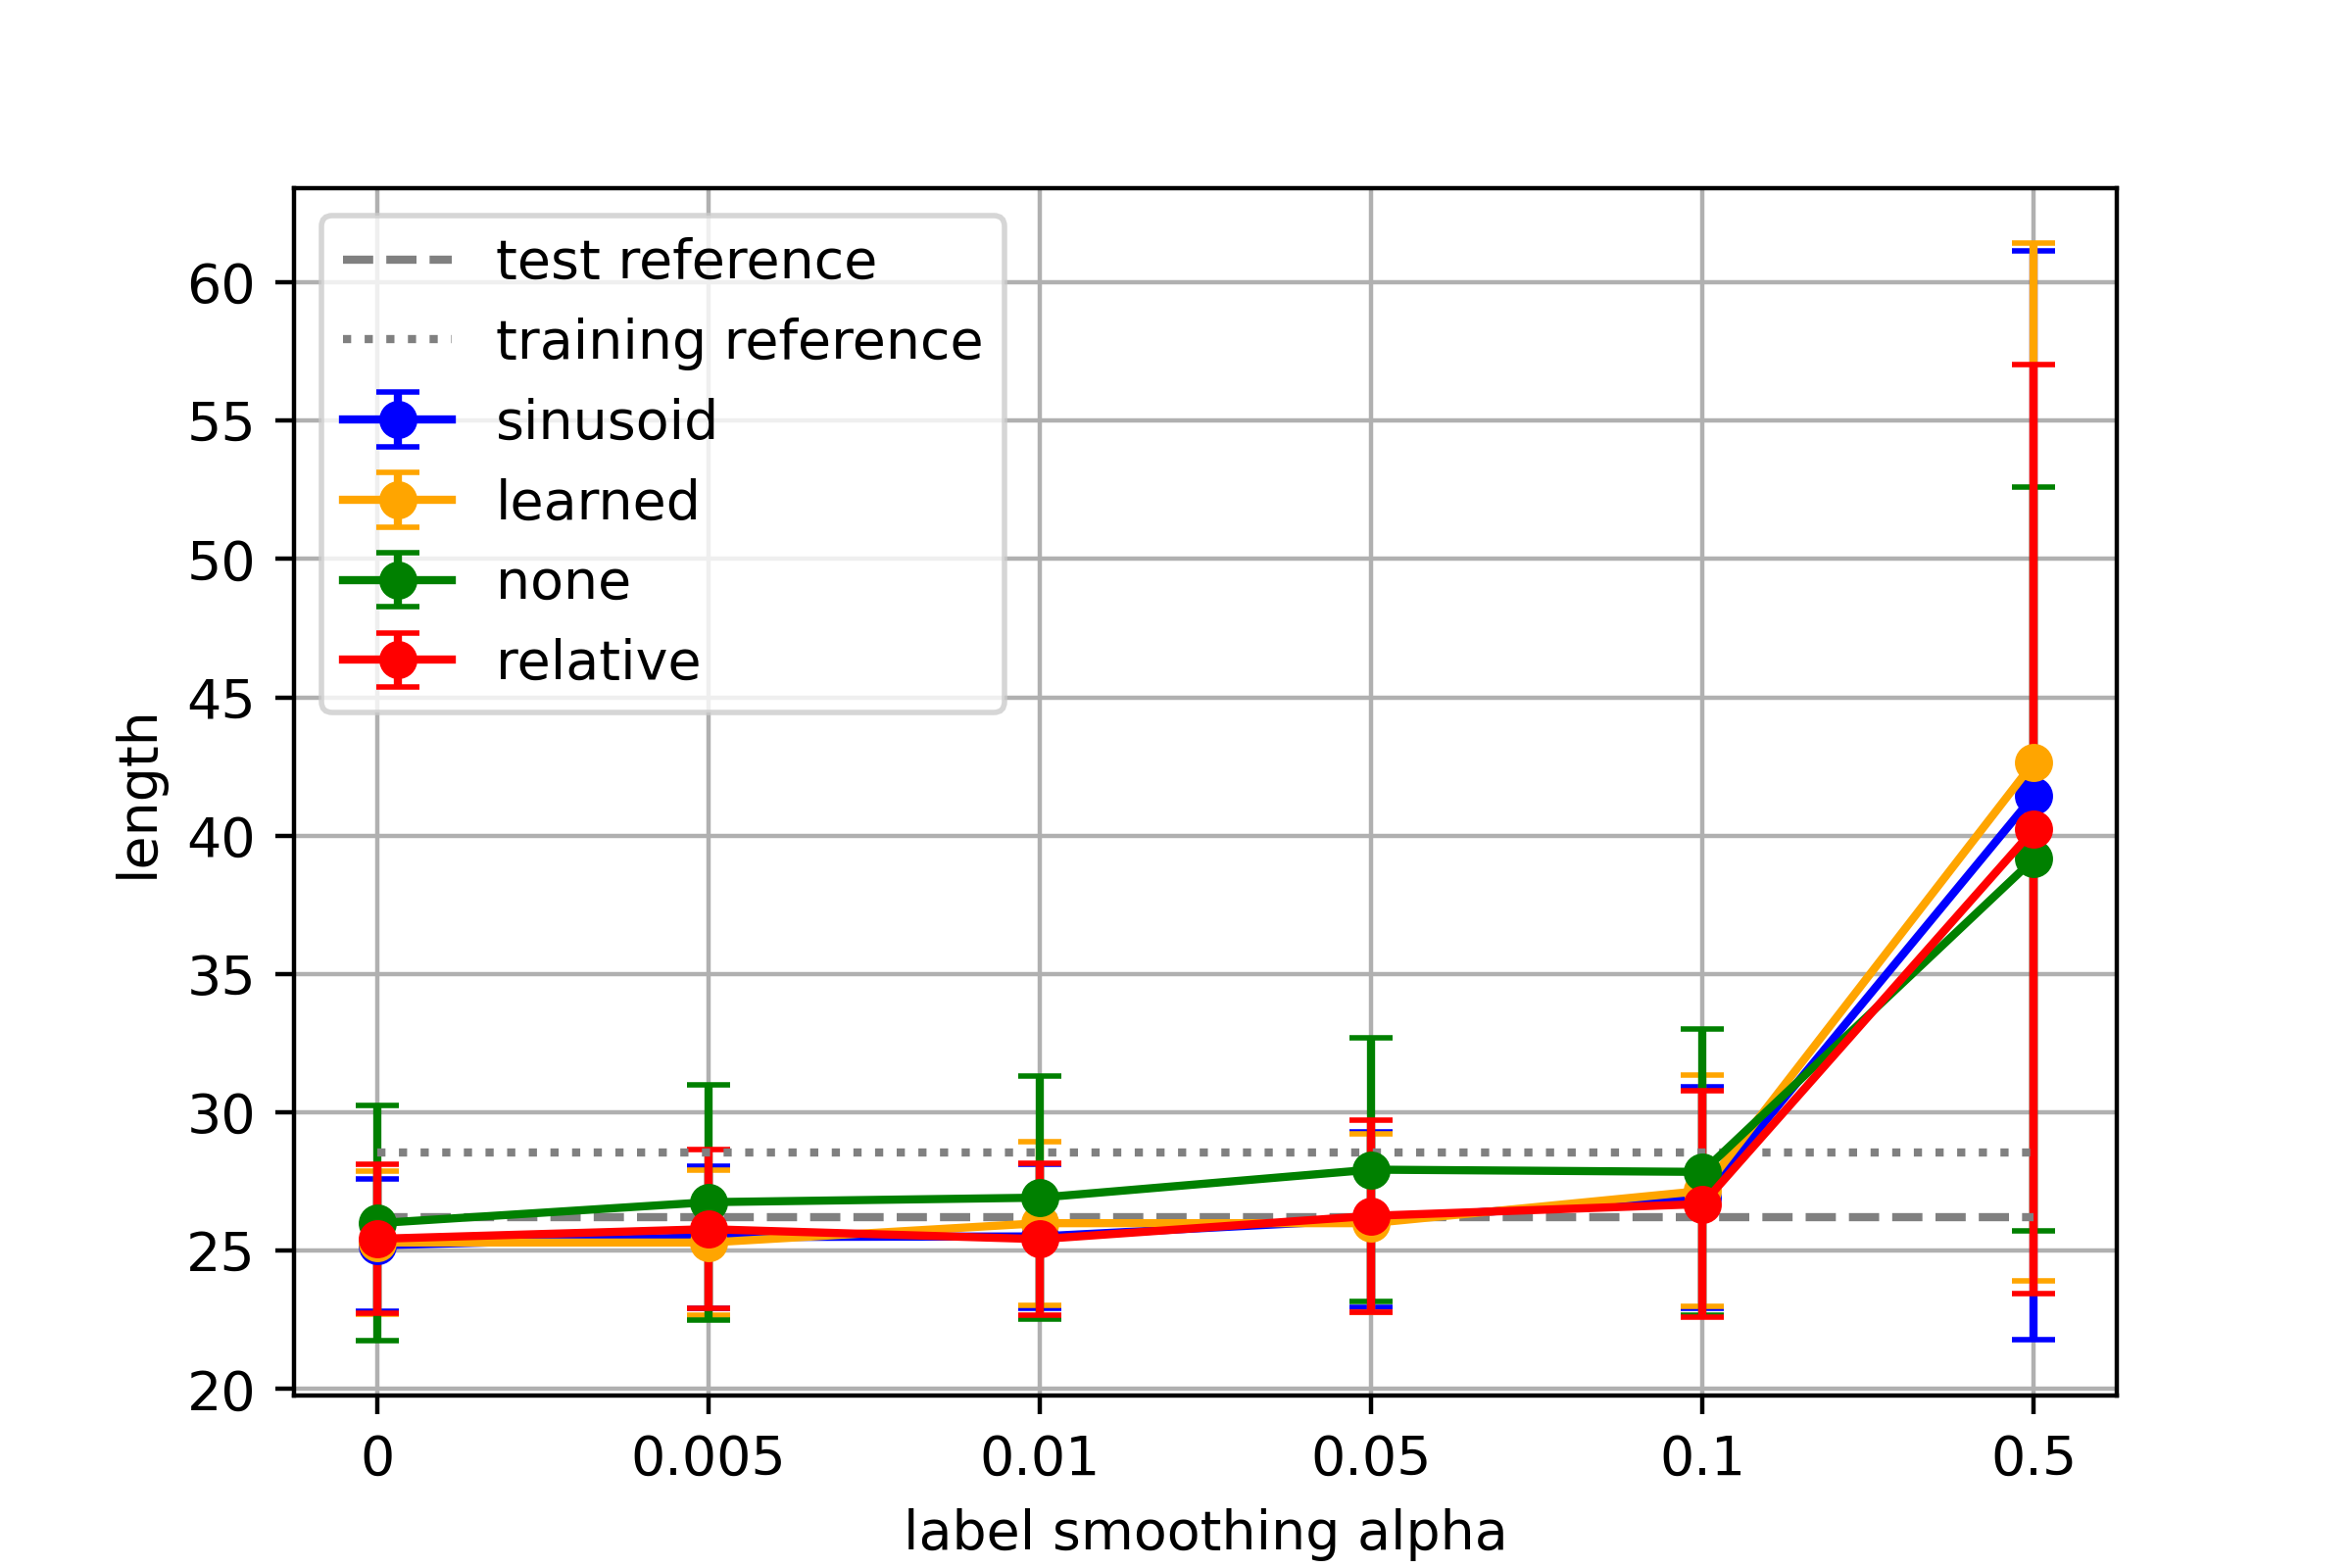 test reference
training reference
sinusoid
learned
none
relative
60
55
50
45
40
35
30
25
20
length
0 0.005 0.01 0.05 0.1 0.5
label smoothing alpha